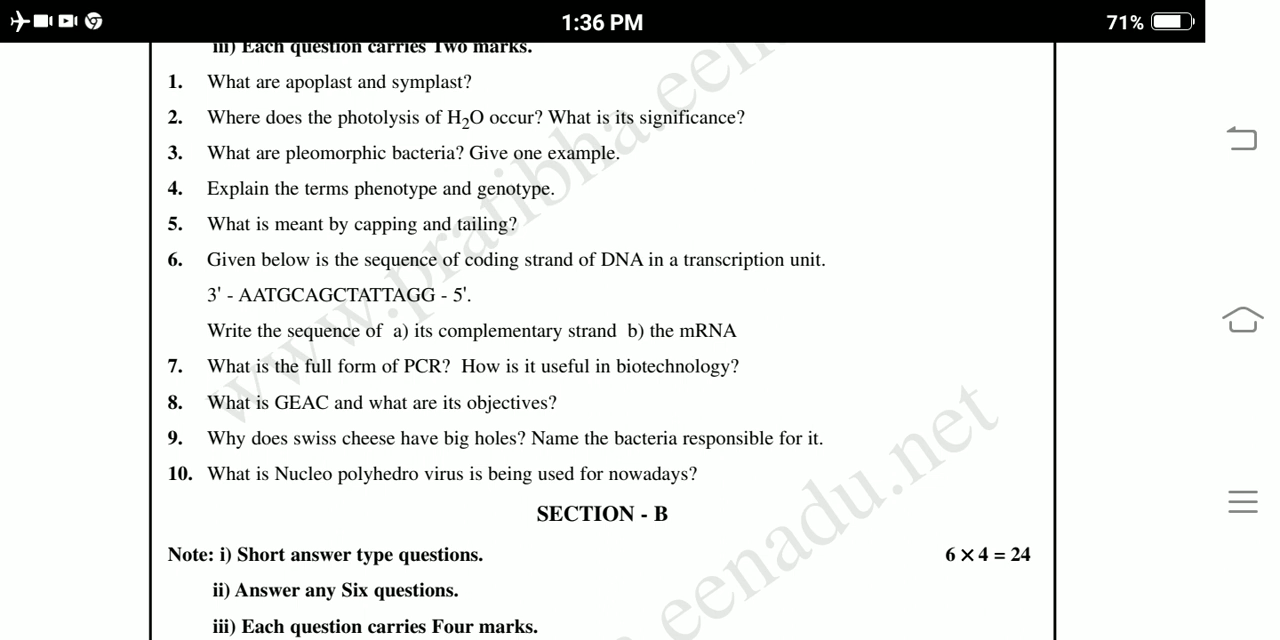 1:36 PM
71%
iii) Each question carries Two marks.
1. What are apoplast and symplast?
2. Where does the photolysis of H₂O occur? What is its significance?
3. What are pleomorphic bacteria? Give one example.
4. Explain the terms phenotype and genotype.
5. What is meant by capping and tailing?
6. Given below is the sequence of coding strand of DNA in a transcription unit.
3' - AATGCAGCTATTAGG - 5'.
Write the sequence of a) its complementary strand b) the mRNA
7. What is the full form of PCR? How is it useful in biotechnology?
8. What is GEAC and what are its objectives?
9. Why does swiss cheese have big holes? Name the bacteria responsible for it.
10. What is Nucleo polyhedro virus is being used for nowadays?
SECTION - B
Note: i) Short answer type questions. 6 × 4 = 24
ii) Answer any Six questions.
iii) Each question carries Four marks.
www.pratibha.eenadu.net